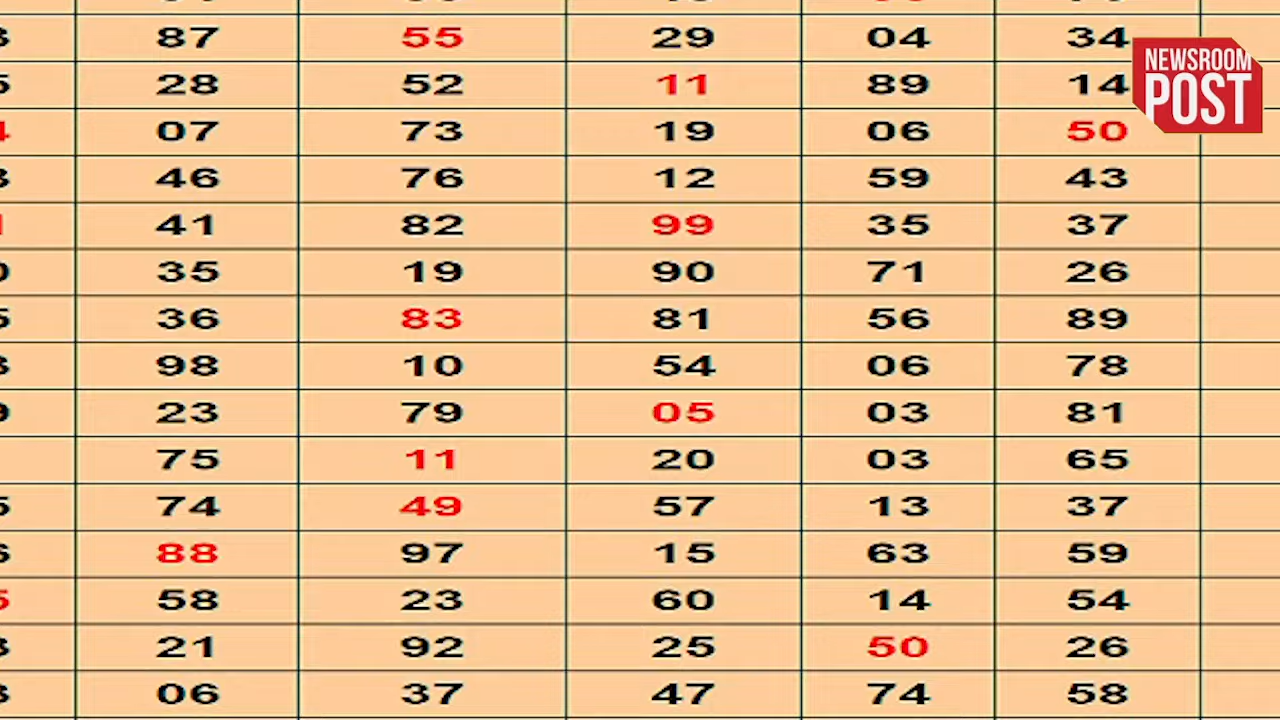 87 55 29 04 34
28 52 11 89 14
07 73 19 06 50
46 76 12 59 43
41 82 99 35 37
35 19 90 71 26
36 83 81 56 89
98 10 54 06 78
23 79 05 03 81
75 11 20 03 65
74 49 57 13 37
88 97 15 63 59
58 23 60 14 54
21 92 25 50 26
06 37 47 74 58
NEWSROOM
POST